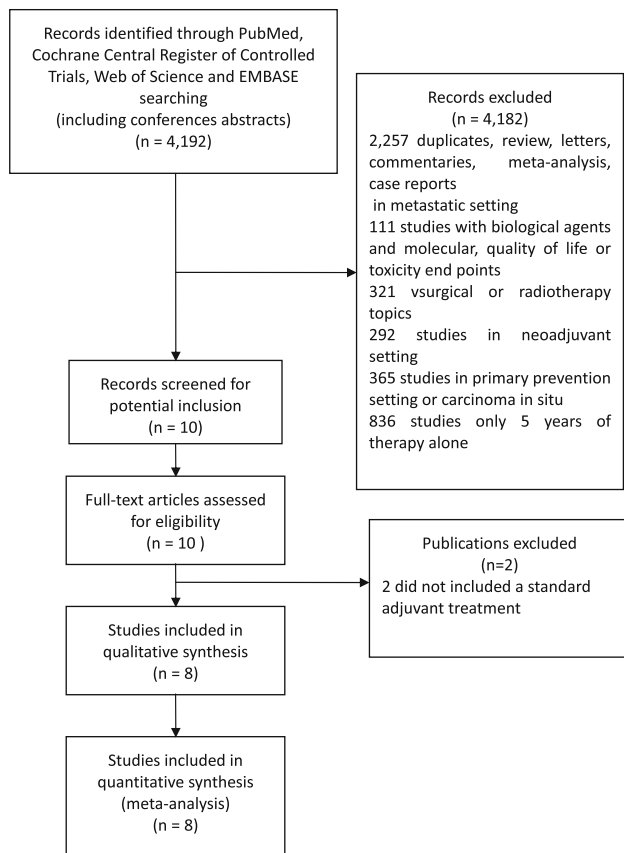 Records identified through PubMed,
Cochrane Central Register of Controlled
Trials, Web of Science and EMBASE
searching
(including conferences abstracts)
(n = 4,192)
Records excluded
(n = 4,182)
2,257 duplicates, review, letters,
commentaries, meta-analysis,
case reports
in metastatic setting
111 studies with biological agents
and molecular, quality of life or
toxicity end points
321 vsurgical or radiotherapy
topics
292 studies in neoadjuvant
setting
365 studies in primary prevention
setting or carcinoma in situ
836 studies only 5 years of
therapy alone
Records screened for
potential inclusion
(n = 10)
Full-text articles assessed
for eligibility
(n = 10 )
Publications excluded
(n=2)
2 did not included a standard
adjuvant treatment
Studies included in
qualitative synthesis
(n = 8)
Studies included in
quantitative synthesis
(meta-analysis)
(n = 8)